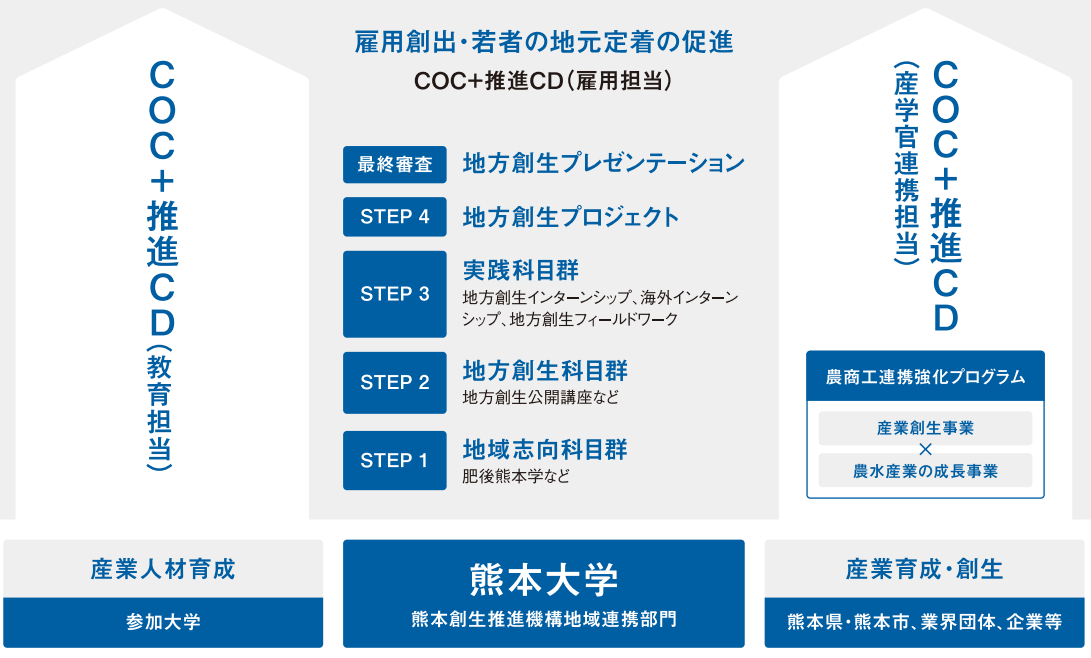 雇用創出・若者の地元定着の促進
COC+推進CD（雇用担当）
COC+推進CD（教育担当）
最終審査
地方創生プレゼンテーション
STEP 4
地方創生プロジェクト
STEP 3
実践科目群
地方創生インターンシップ、海外インターン
シップ、地方創生フィールドワーク
STEP 2
地方創生科目群
地方創生公開講座など
STEP 1
地域志向科目群
肥後熊本学など
COC+推進CD
（産学官連携担当）
農商工連携強化プログラム
産業創生事業
×
農水産業の成長事業
産業人材育成
参加大学
熊本大学
熊本創生推進機構地域連携部門
産業育成・創生
熊本県・熊本市、業界団体、企業等